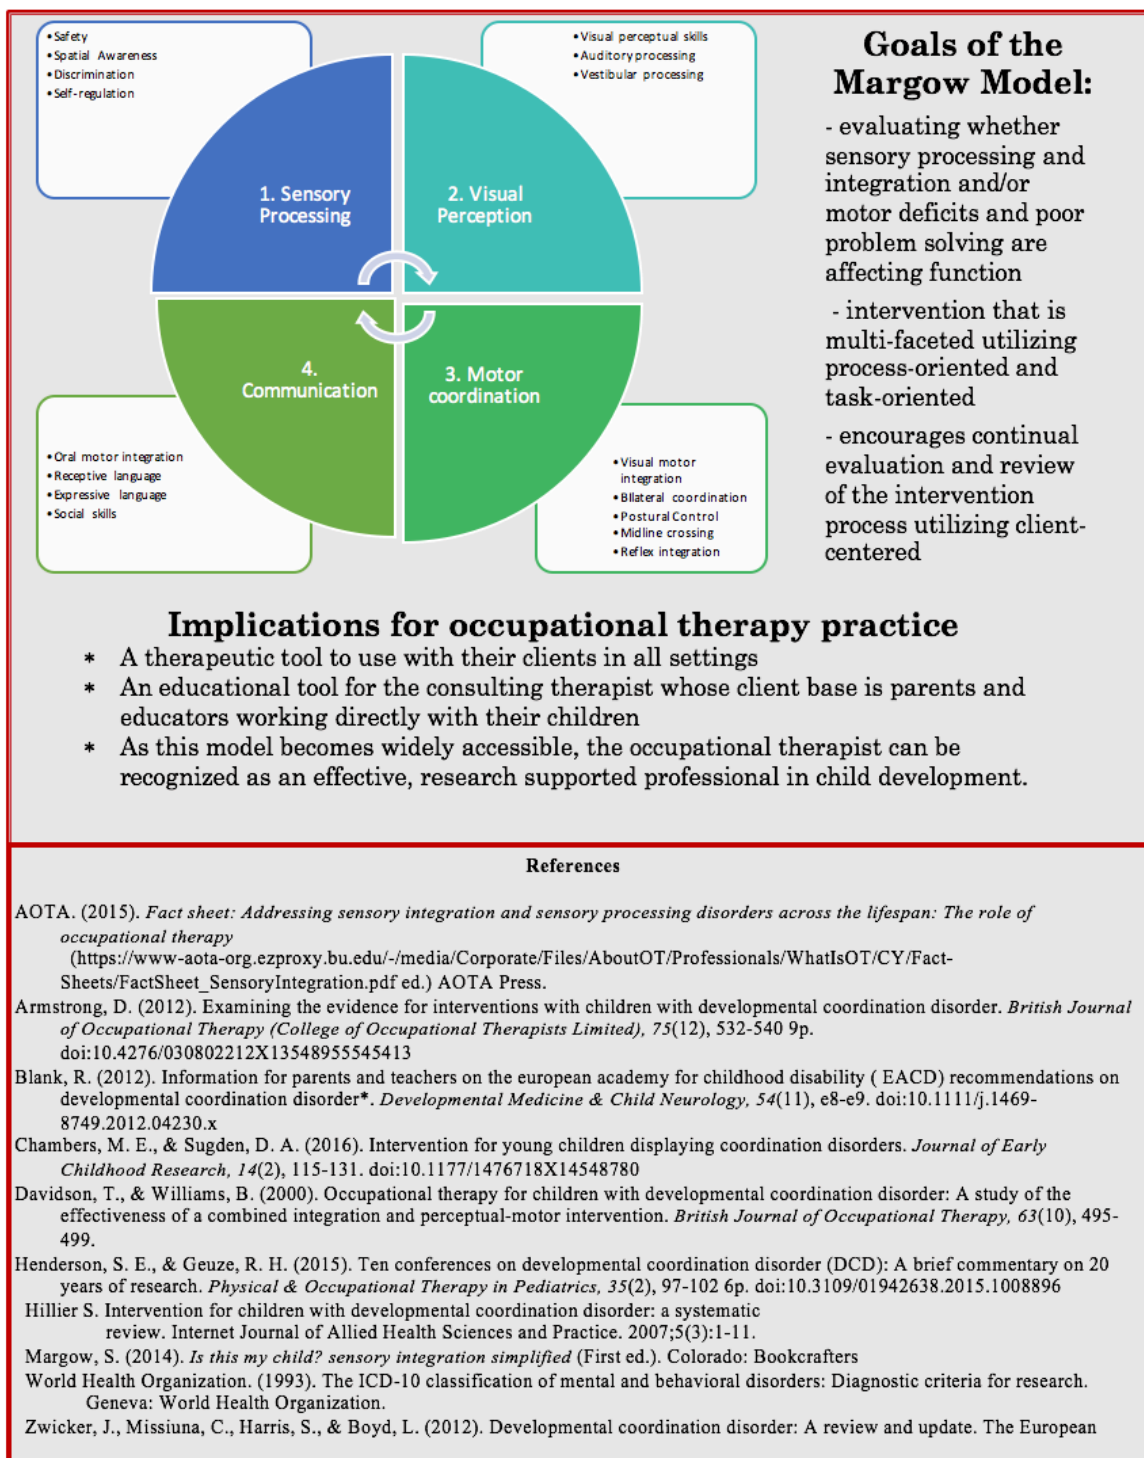 • Safety
• Spatial Awareness
• Discrimination
• Self-regulation
• Visual perceptual skills
• Auditory processing
• Vestibular processing
1. Sensory
Processing
2. Visual
Perception
4.
Communication
3. Motor
coordination
• Oral motor integration
• Receptive language
• Expressive language
• Social skills
• Visual motor
integration
• Bilateral coordination
• Postural Control
• Midline crossing
• Reflex integration
Goals of the
Margow Model:
- evaluating whether
sensory processing and
integration and/or
motor deficits and poor
problem solving are
affecting function
- intervention that is
multi-faceted utilizing
process-oriented and
task-oriented
- encourages continual
evaluation and review
of the intervention
process utilizing client-
centered
Implications for occupational therapy practice
* A therapeutic tool to use with their clients in all settings
* An educational tool for the consulting therapist whose client base is parents and
educators working directly with their children
* As this model becomes widely accessible, the occupational therapist can be
recognized as an effective, research supported professional in child development.
References
AOTA. (2015). Fact sheet: Addressing sensory integration and sensory processing disorders across the lifespan: The role of
occupational therapy
(https://www-aota-org.ezproxy.bu.edu/-/media/Corporate/Files/AboutOT/Professionals/WhatIsOT/CY/Fact-
Sheets/FactSheet_SensoryIntegration.pdf ed.) AOTA Press.
Armstrong, D. (2012). Examining the evidence for interventions with children with developmental coordination disorder. British Journal
of Occupational Therapy (College of Occupational Therapists Limited), 75(12), 532-540 9p.
doi:10.4276/030802212X13548955545413
Blank, R. (2012). Information for parents and teachers on the european academy for childhood disability ( EACD) recommendations on
developmental coordination disorder*. Developmental Medicine & Child Neurology, 54(11), e8-e9. doi:10.1111/j.1469-
8749.2012.04230.x
Chambers, M. E., & Sugden, D. A. (2016). Intervention for young children displaying coordination disorders. Journal of Early
Childhood Research, 14(2), 115-131. doi:10.1177/1476718X14548780
Davidson, T., & Williams, B. (2000). Occupational therapy for children with developmental coordination disorder: A study of the
effectiveness of a combined integration and perceptual-motor intervention. British Journal of Occupational Therapy, 63(10), 495-
499.
Henderson, S. E., & Geuze, R. H. (2015). Ten conferences on developmental coordination disorder (DCD): A brief commentary on 20
years of research. Physical & Occupational Therapy in Pediatrics, 35(2), 97-102 6p. doi:10.3109/01942638.2015.1008896
Hillier S. Intervention for children with developmental coordination disorder: a systematic
review. Internet Journal of Allied Health Sciences and Practice. 2007;5(3):1-11.
Margow, S. (2014). Is this my child? sensory integration simplified (First ed.). Colorado: Bookcrafters
World Health Organization. (1993). The ICD-10 classification of mental and behavioral disorders: Diagnostic criteria for research.
Geneva: World Health Organization.
Zwicker, J., Missiuna, C., Harris, S., & Boyd, L. (2012). Developmental coordination disorder: A review and update. The European